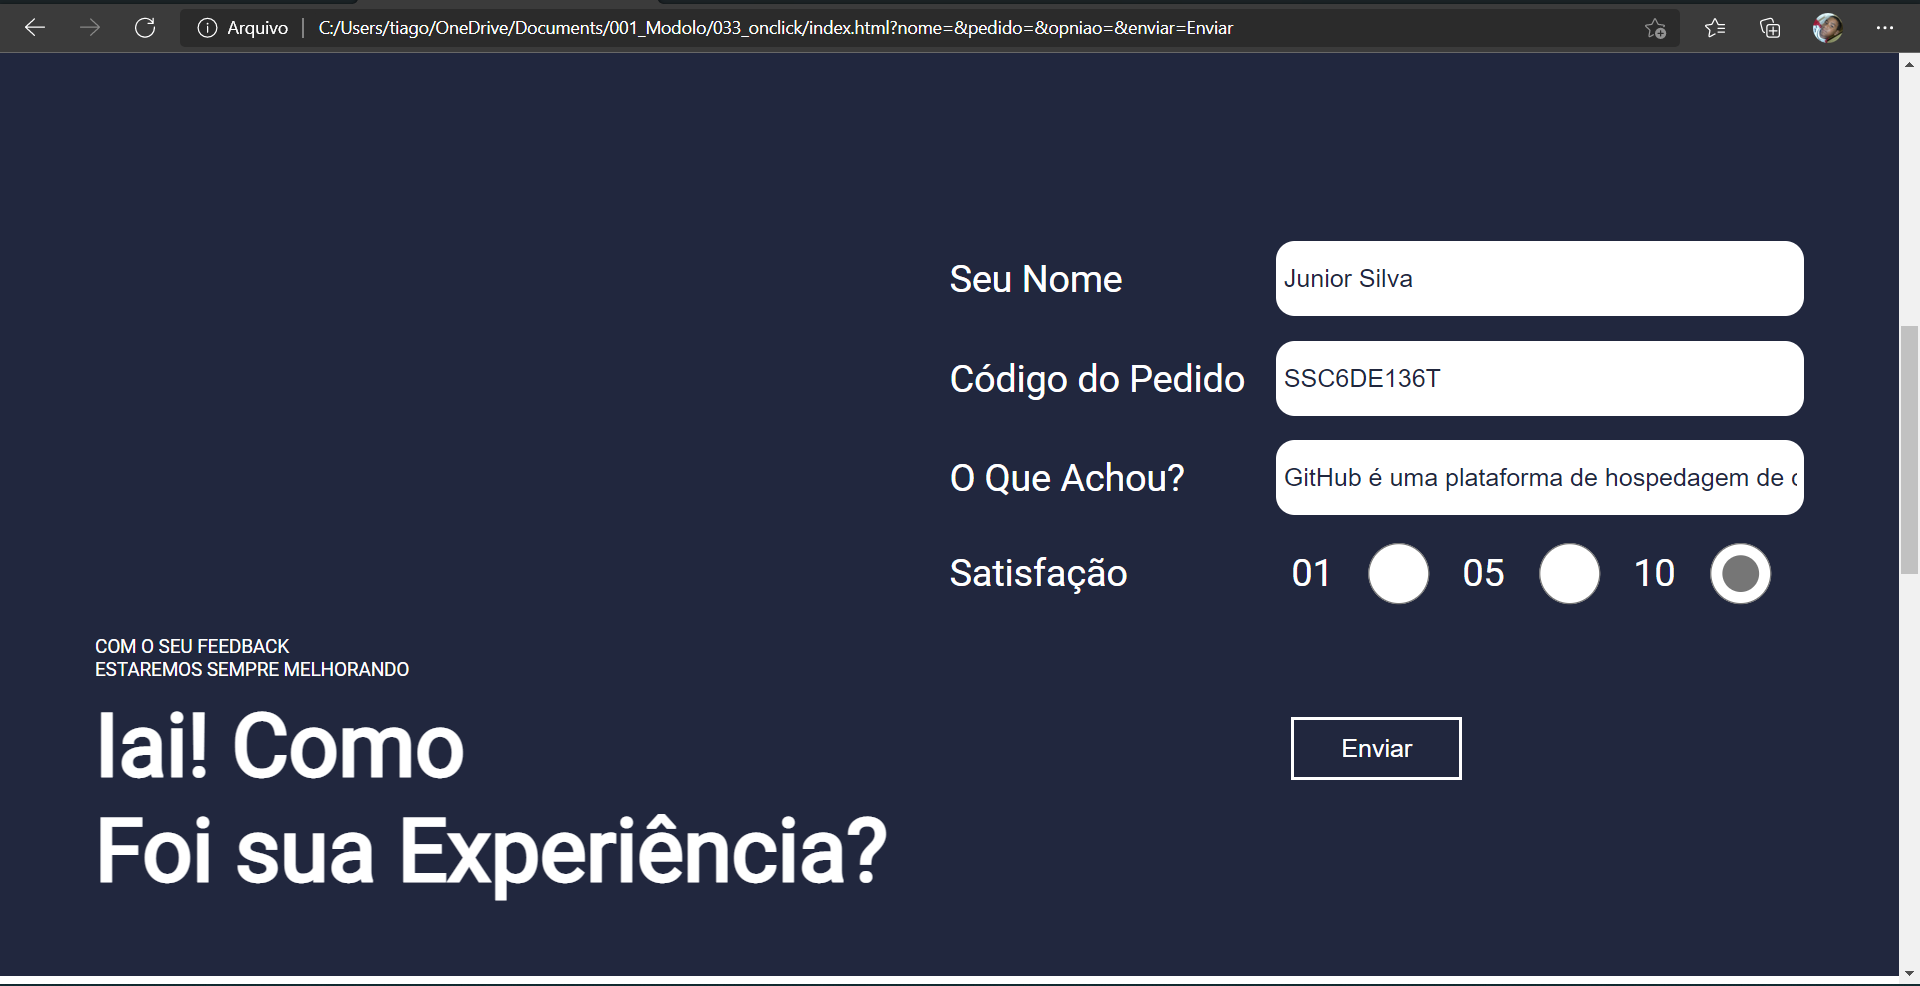 Arquivo
C:/Users/tiago/OneDrive/Documents/001_Modolo/033_onclick/index.html?nome=&pedido=&opniao=&enviar=Enviar
Seu Nome
Junior Silva
Código do Pedido
SSC6DE136T
O Que Achou?
GitHub é uma plataforma de hospedagem de
Satisfação
01 05 10
COM O SEU FEEDBACK
ESTAREMOS SEMPRE MELHORANDO
Iai! Como
Foi sua Experiência?
Enviar